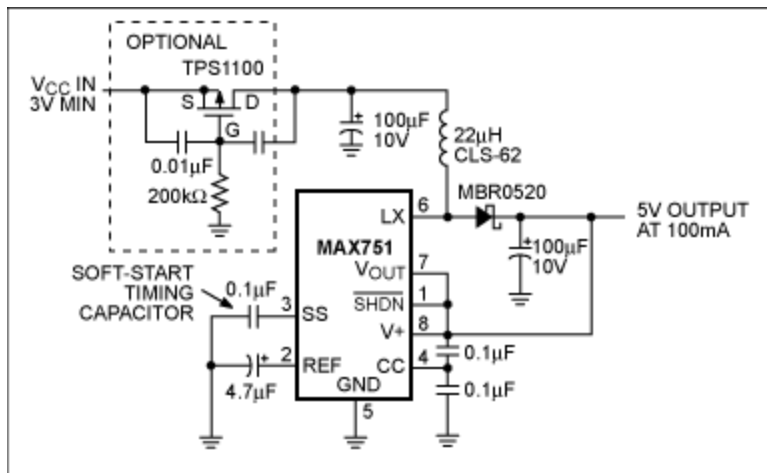 OPTIONAL
TPS1100
VCC IN
3V MIN
S
D
G
0.01µF
200kΩ
100µF
10V
22µH
CLS-62
MBR0520
6
LX
5V OUTPUT
AT 100mA
MAX751
100µF
10V
VOUT
7
SOFT-START
TIMING
CAPACITOR
0.1µF
3
SS
SHDN
1
V+
8
0.1µF
2
REF
CC
4
4.7µF
GND
0.1µF
5